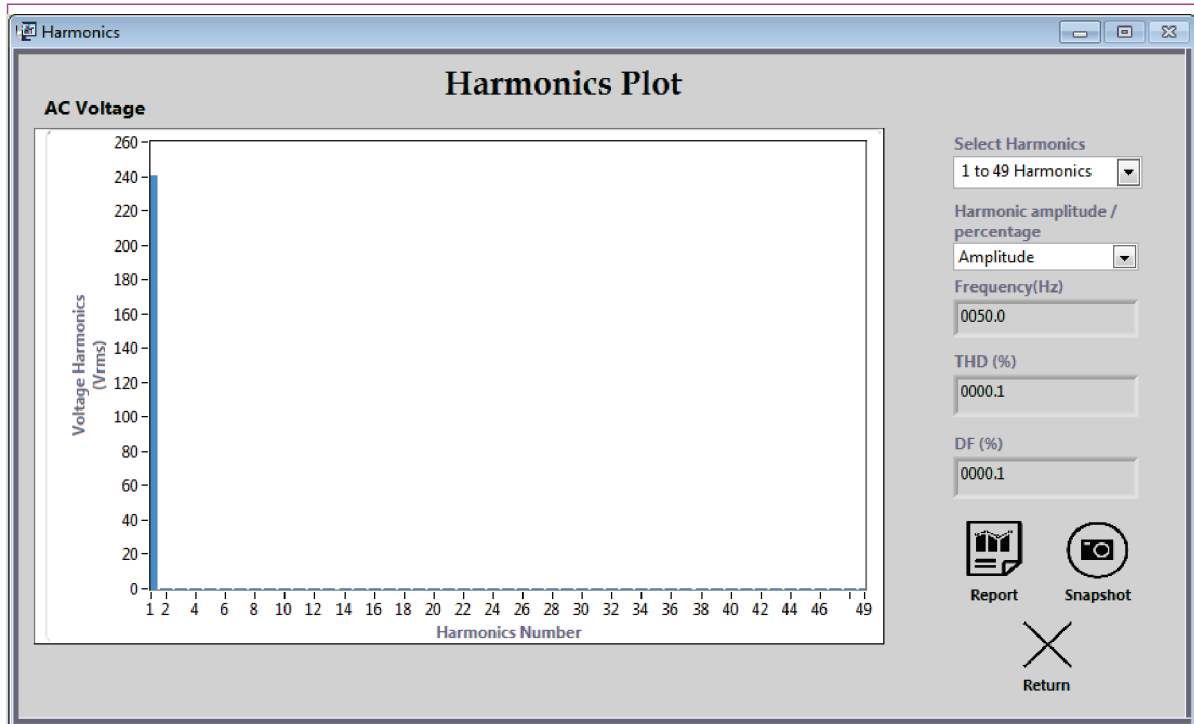 Harmonics
Harmonics Plot
AC Voltage
260
240
220
200
180
160
140
120
100
80
60
40
20
0
Voltage Harmonics
(Vrms)
1 2 4 6 8 10 12 14 16 18 20 22 24 26 28 30 32 34 36 38 40 42 44 46 49
Harmonics Number
Select Harmonics
1 to 49 Harmonics
Harmonic amplitude /
percentage
Amplitude
Frequency(Hz)
0050.0
THD (%)
0000.1
DF (%)
0000.1
Report Snapshot
Return